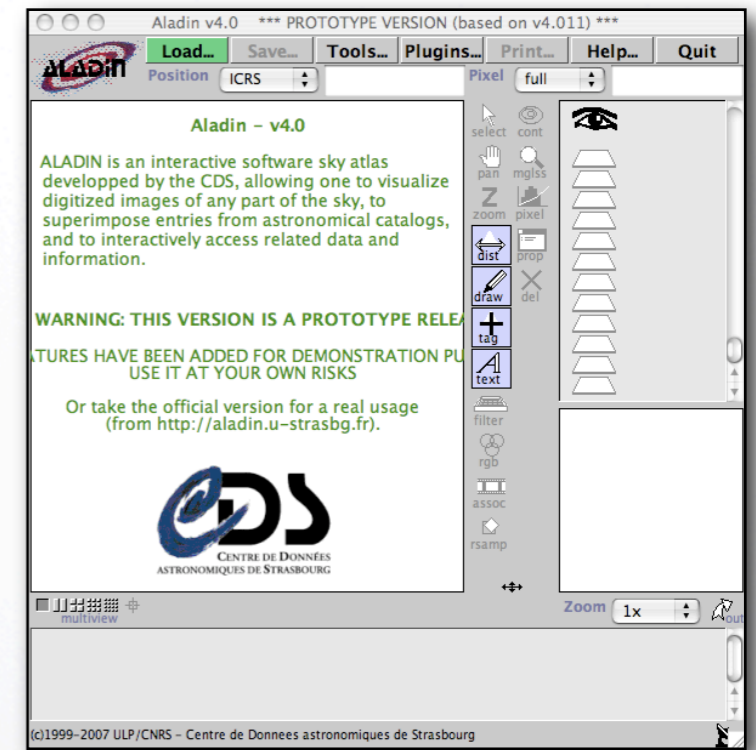 Aladin v4.0 *** PROTOTYPE VERSION (based on v4.011) ***
ALADIN
Load... Save... Tools... Plugins... Print... Help... Quit
Position ICRS Pixel full
Aladin - v4.0
ALADIN is an interactive software sky atlas
developped by the CDS, allowing one to visualize
digitized images of any part of the sky, to
superimpose entries from astronomical catalogs,
and to interactively access related data and
information.
WARNING: THIS VERSION IS A PROTOTYPE RELEA
ATURES HAVE BEEN ADDED FOR DEMONSTRATION PU
USE IT AT YOUR OWN RISKS
Or take the official version for a real usage
(from http://aladin.u-strasbg.fr).
CDS
CENTRE DE DONNÉES
ASTRONOMIQUES DE STRASBOURG
select cont
pan mglss
zoom pixel
dist prop
draw del
tag
text
filter
rgb
assoc
rsamp
multiview
Zoom 1x out
(c)1999-2007 ULP/CNRS - Centre de Donnees astronomiques de Strasbourg